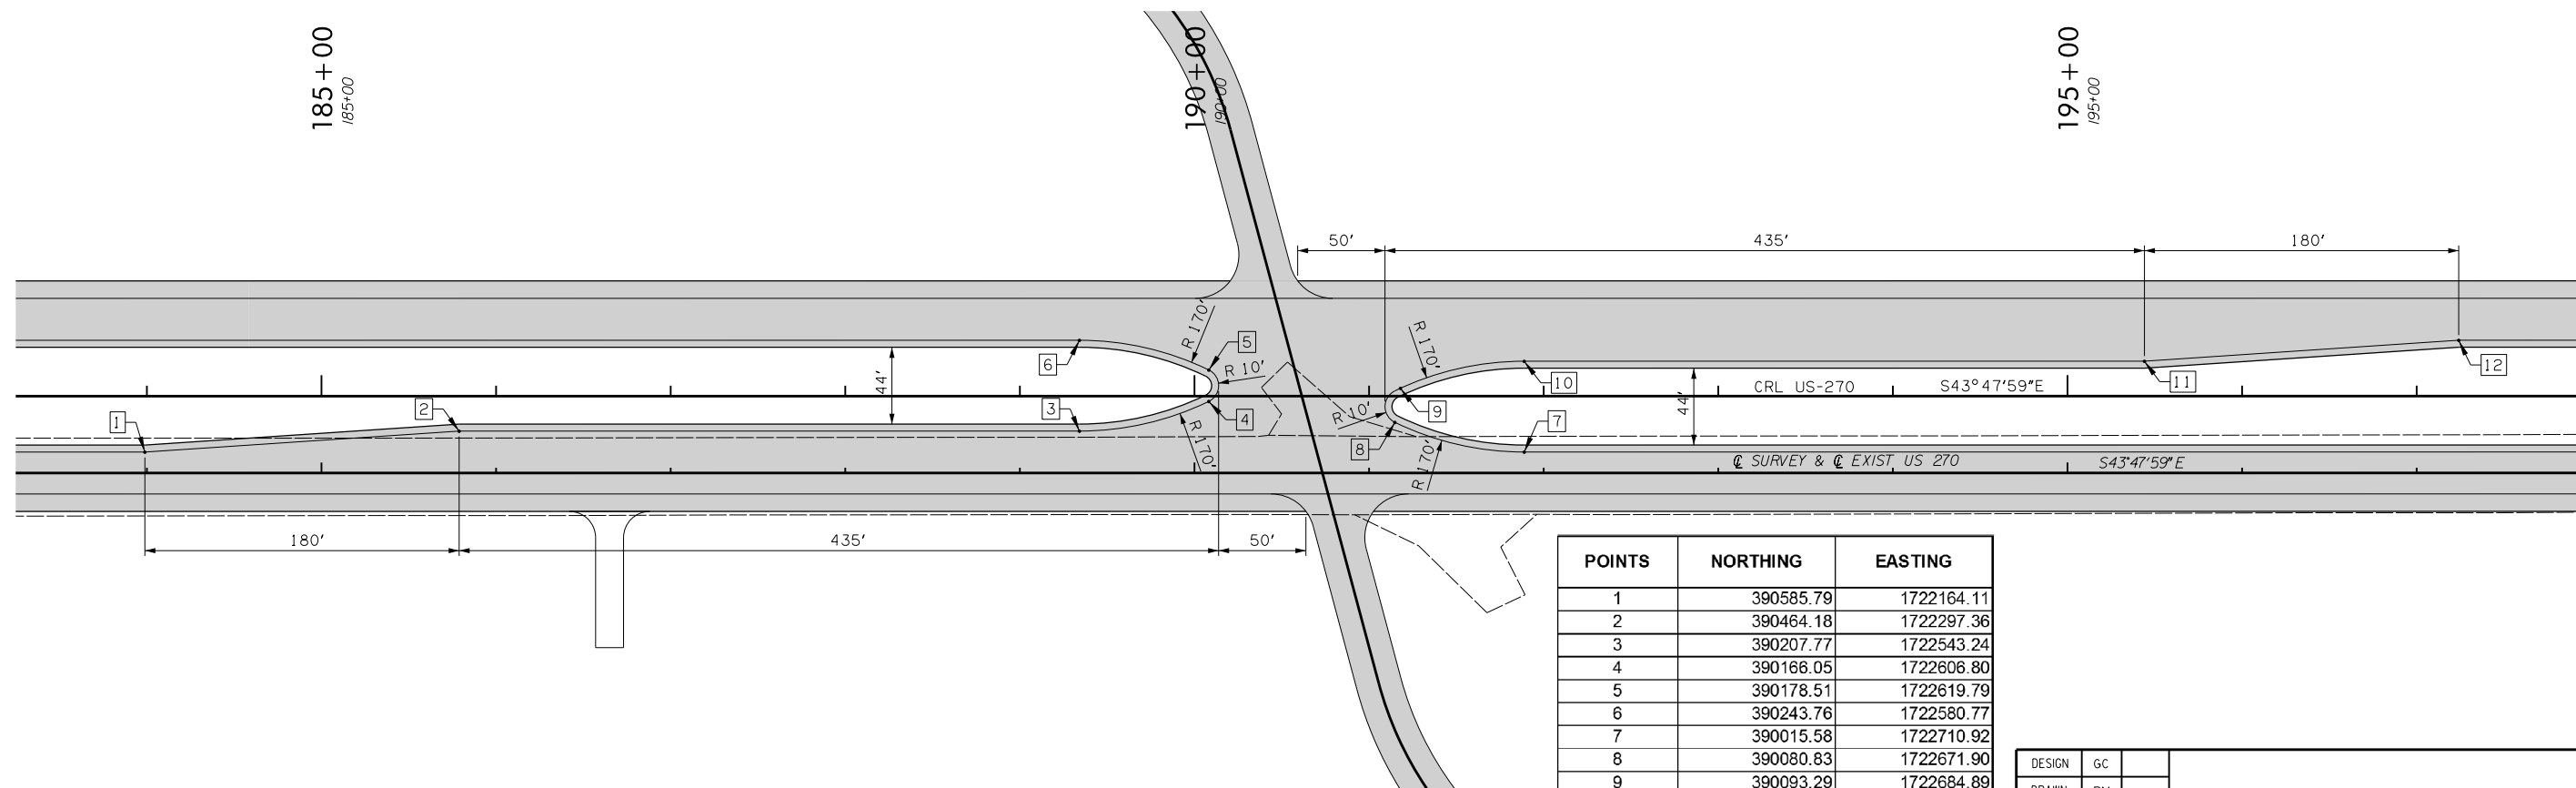 185+00
185+00
190+00
190+00
195+00
195+00
50'
435'
180'
R 170'
R 170'
5
6
R 10'
10
11
12
44'
44'
CRL US-270
S43°47'59"E
1
2
3
4
R 10'
9
7
8
R 170'
R 170'
℄ SURVEY & ℄ EXIST US 270
S43°47'59"E
180'
435'
50'
POINTS NORTHING EASTING
1 390585.79 1722164.11
2 390464.18 1722297.36
3 390207.77 1722543.24
4 390166.05 1722606.80
5 390178.51 1722619.79
6 390243.76 1722580.77
7 390015.58 1722710.92
8 390080.83 1722671.90
9 390093.29 1722684.89
DESIGN GC